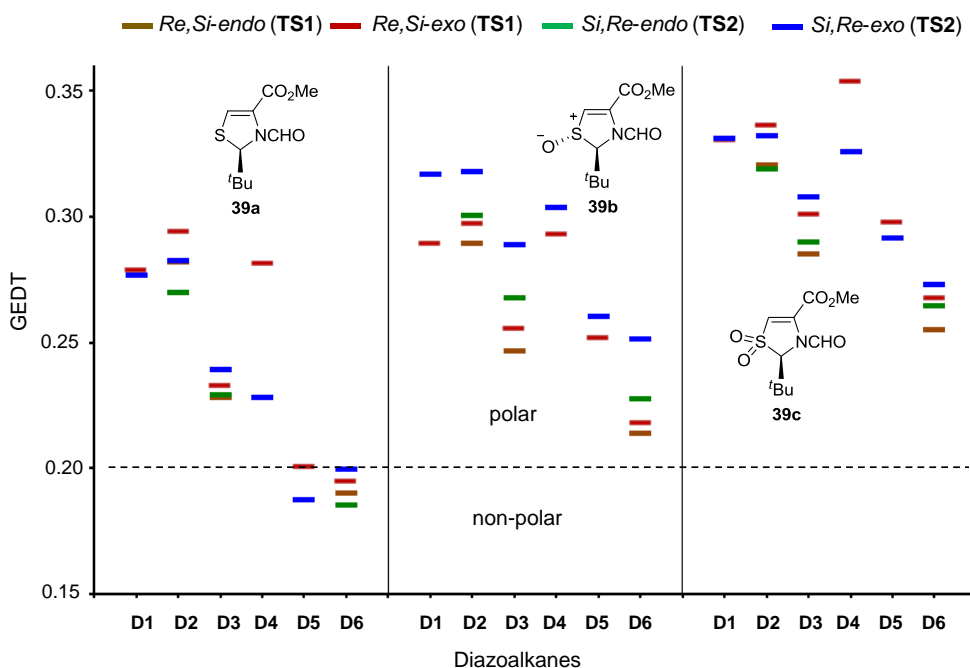 Re,Si-endo (TS1) Re,Si-exo (TS1) Si,Re-endo (TS2) Si,Re-exo (TS2)
GEDT
0.35
0.30
0.25
0.20
0.15
CO2Me
S
NCHO
tBu
39a
CO2Me
+
S
−
O
NCHO
tBu
39b
CO2Me
O
S
O
NCHO
tBu
39c
polar
non-polar
D1 D2 D3 D4 D5 D6 D1 D2 D3 D4 D5 D6 D1 D2 D3 D4 D5 D6
Diazoalkanes